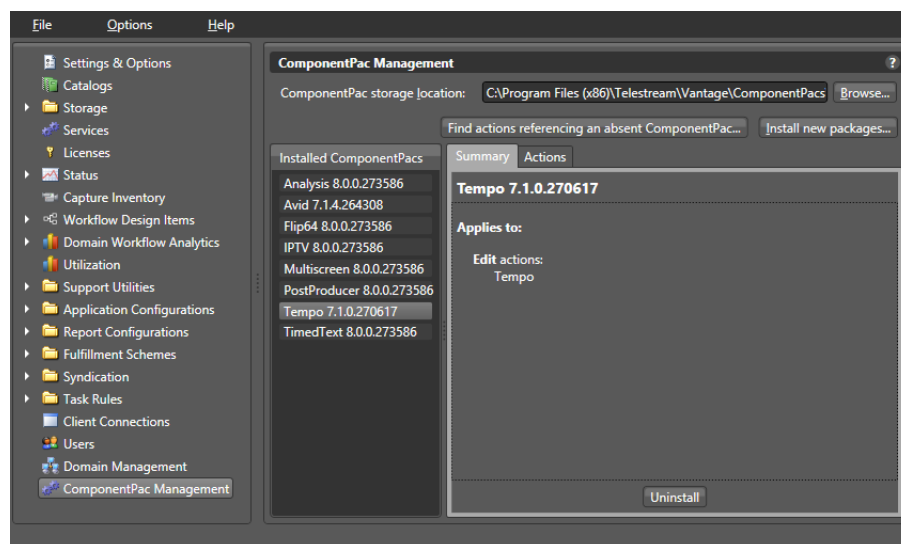 File Options Help
Settings & Options
Catalogs
Storage
Services
Licenses
Status
Capture Inventory
Workflow Design Items
Domain Workflow Analytics
Utilization
Support Utilities
Application Configurations
Report Configurations
Fulfillment Schemes
Syndication
Task Rules
Client Connections
Users
Domain Management
ComponentPac Management
ComponentPac Management ?
ComponentPac storage location: C:\Program Files (x86)\Telestream\Vantage\ComponentPacs Browse...
Find actions referencing an absent ComponentPac... Install new packages...
Installed ComponentPacs
Analysis 8.0.0.273586
Avid 7.1.4.264308
Flip64 8.0.0.273586
IPTV 8.0.0.273586
Multiscreen 8.0.0.273586
PostProducer 8.0.0.273586
Tempo 7.1.0.270617
TimedText 8.0.0.273586
Summary Actions
Tempo 7.1.0.270617
Applies to:
Edit actions:
Tempo
Uninstall